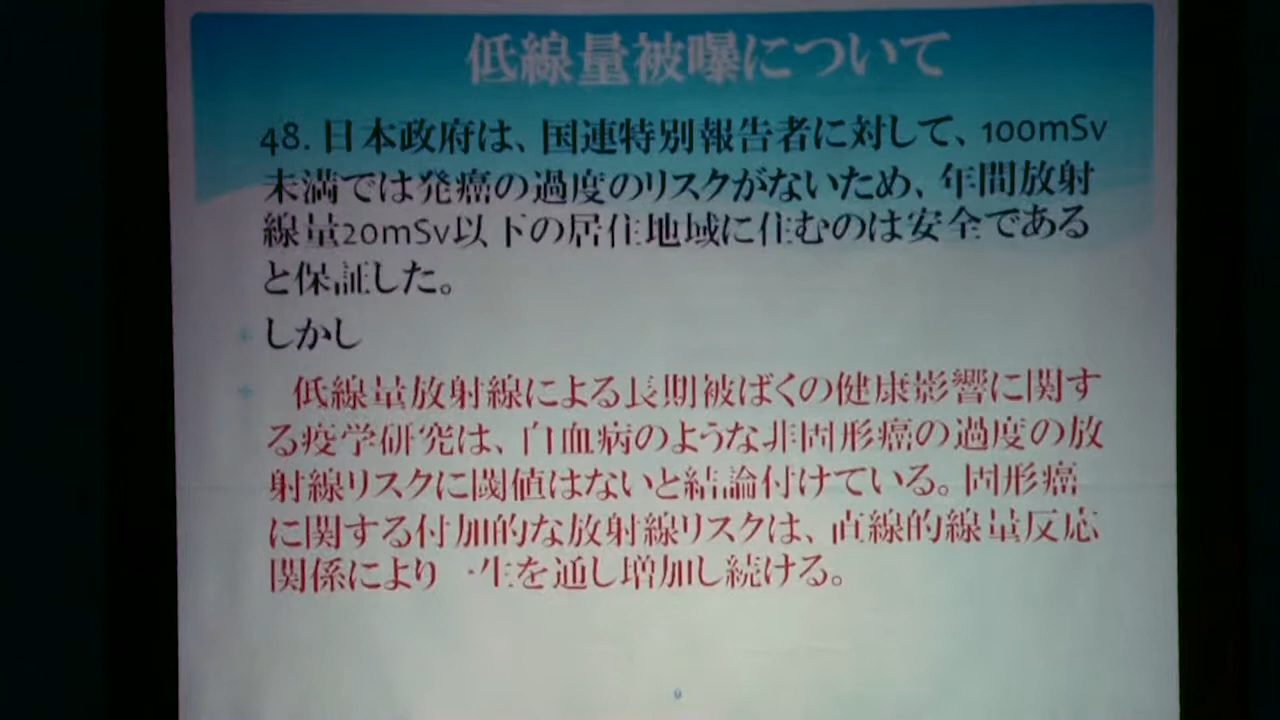 低線量被曝について
48. 日本政府は、国連特別報告者に対して、100mSv
未満では発癌の過度のリスクがないため、年間放射
線量20mSv以下の居住地域に住むのは安全である
と保証した。
しかし
低線量放射線による長期被ばくの健康影響に関す
る疫学研究は、白血病のような非固形癌の過度の放
射線リスクに閾値はないと結論付けている。固形癌
に関する付加的な放射線リスクは、直線的線量反応
関係により一生を通し増加し続ける。
9